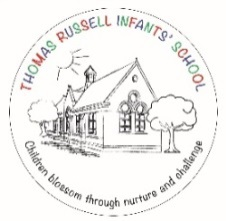 THOMAS RUSSELL INFANTS' SCHOOL
Children blossom through nurture and challenge